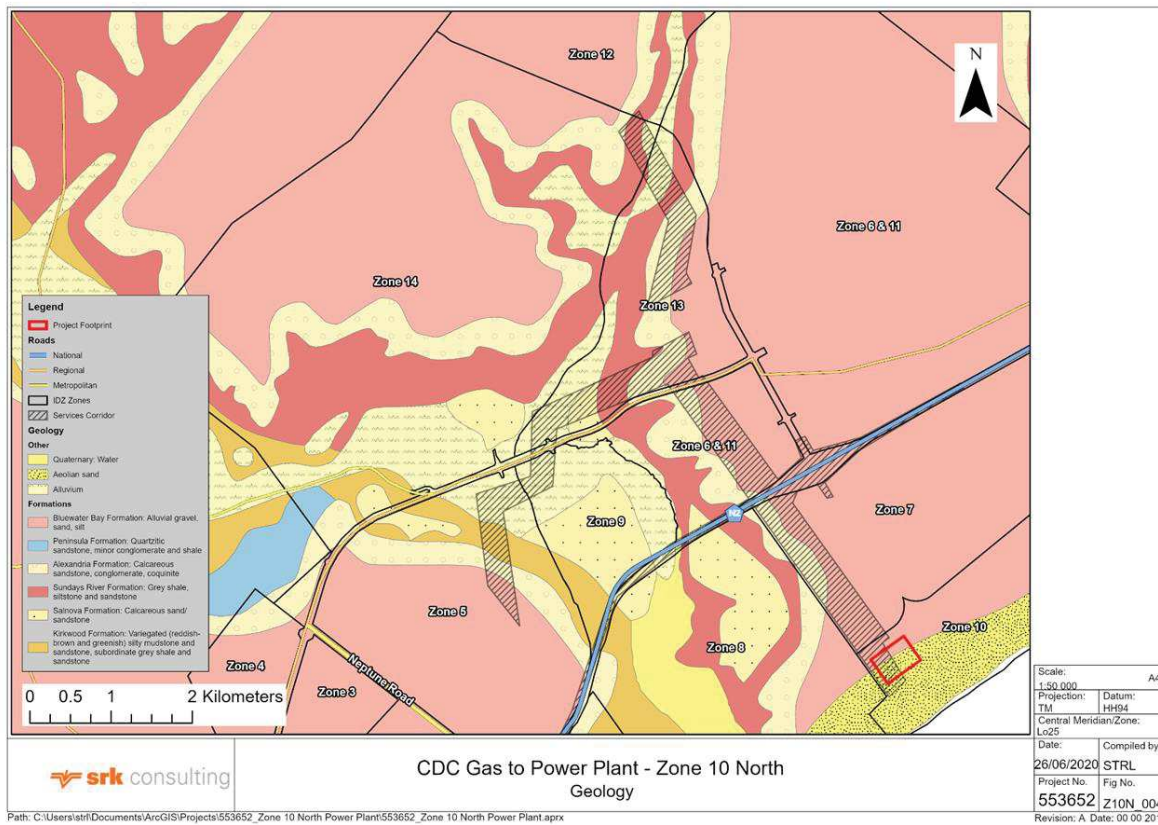 Zone 12
N
Zone 6 & 11
Zone 14
Zone 13
Legend
Project Footprint
Roads
National
Regional
Metropolitan
IDZ Zones
Services Corridor
Geology
Other
Quaternary: Water
Aeolian sand
Alluvium
Formations
Bluewater Bay Formation: Alluvial gravel,
sand, silt
Peninsula Formation: Quartzitic
sandstone, minor conglomerate and shale
Alexandria Formation: Calcareous
sandstone, conglomerate, coquinite
Sundays River Formation: Grey shale,
siltstone and sandstone
Salnova Formation: Calcareous sand/
sandstone
Kirkwood Formation: Variegated (reddish-
brown and greenish) silty mudstone and
sandstone, subordinate grey shale and
sandstone
Zone 6 & 11
N2
Zone 7
Zone 9
Zone 5
Zone 10
Zone 8
Zone 4
Neptune Road
Zone 3
0 0.5 1 2 Kilometers
Scale:
1:50 000 A4
Projection: Datum:
TM HH94
Central Meridian/Zone:
Lo25
Date: Compiled by
26/06/2020 STRL
Project No. Fig No.
553652 Z10N_004
srk consulting
CDC Gas to Power Plant - Zone 10 North
Geology
Path: C:\Users\strl\Documents\ArcGIS\Projects\553652_Zone 10 North Power Plant\553652_Zone 10 North Power Plant.aprx
Revision: A Date: 00 00 201